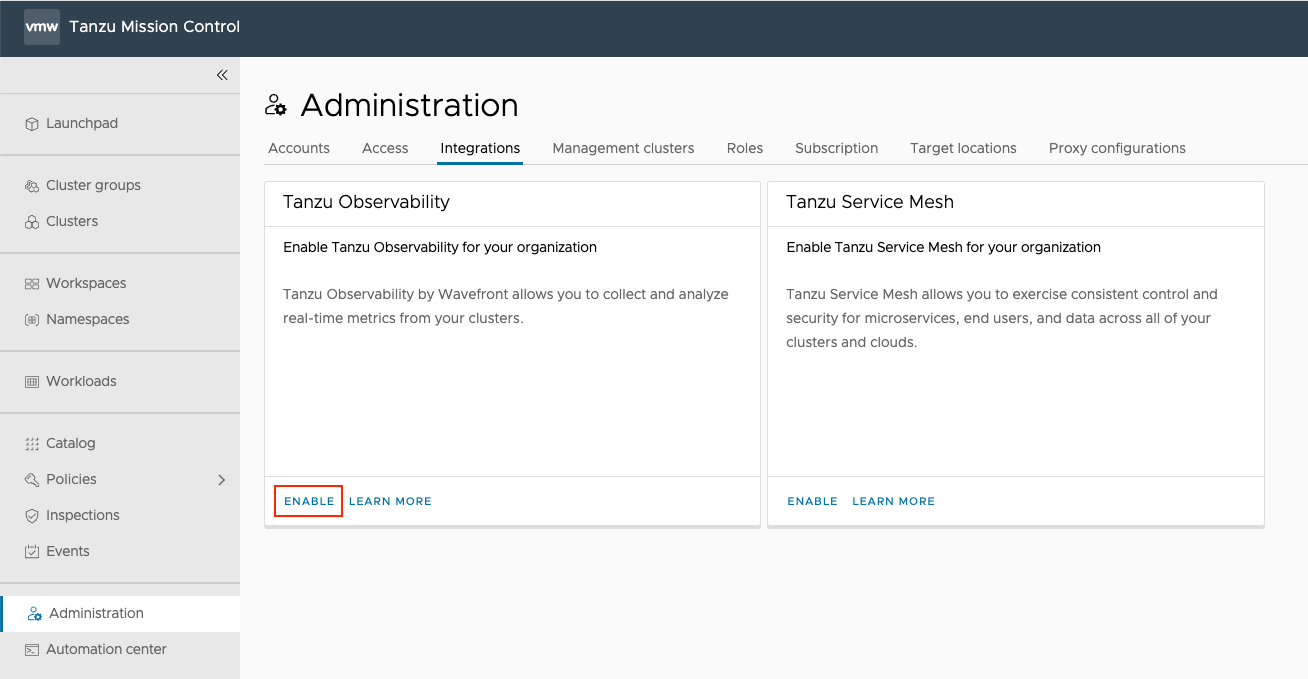 vmw Tanzu Mission Control
Launchpad
Cluster groups
Clusters
Workspaces
Namespaces
Workloads
Catalog
Policies
Inspections
Events
Administration
Automation center
Administration
Accounts Access Integrations Management clusters Roles Subscription Target locations Proxy configurations
Tanzu Observability
Enable Tanzu Observability for your organization
Tanzu Observability by Wavefront allows you to collect and analyze
real-time metrics from your clusters.
ENABLE LEARN MORE
Tanzu Service Mesh
Enable Tanzu Service Mesh for your organization
Tanzu Service Mesh allows you to exercise consistent control and
security for microservices, end users, and data across all of your
clusters and clouds.
ENABLE LEARN MORE